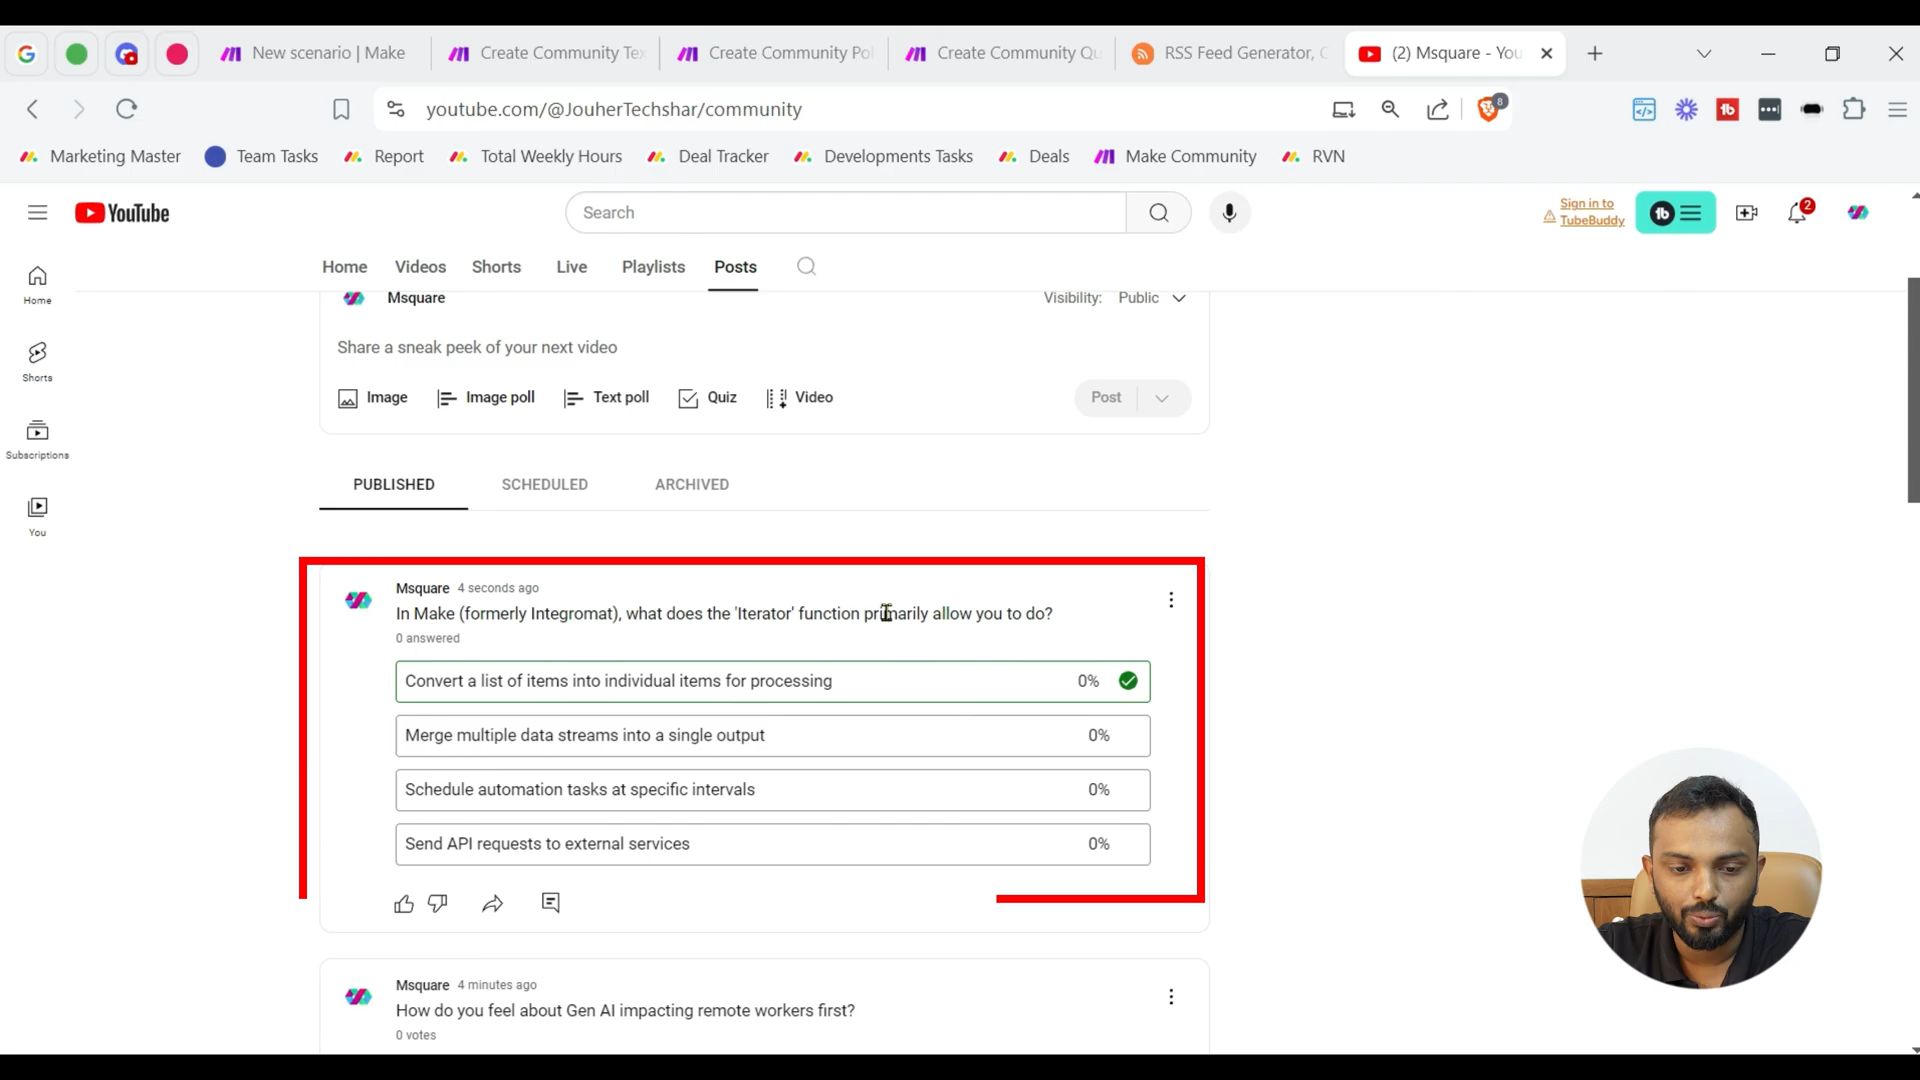 New scenario | Make
Create Community Tex
Create Community Pol
Create Community Qu
RSS Feed Generator, C
(2) Msquare - You
youtube.com/@JouherTechshar/community
8
Marketing Master
Team Tasks
Report
Total Weekly Hours
Deal Tracker
Developments Tasks
Deals
Make Community
RVN
YouTube
Search
Sign in to
TubeBuddy
2
Home
Shorts
Subscriptions
You
Home
Videos
Shorts
Live
Playlists
Posts
Msquare
Visibility: Public
Share a sneak peek of your next video
Image
Image poll
Text poll
Quiz
Video
Post
PUBLISHED
SCHEDULED
ARCHIVED
Msquare 4 seconds ago
In Make (formerly Integromat), what does the 'Iterator' function primarily allow you to do?
0 answered
Convert a list of items into individual items for processing 0%
Merge multiple data streams into a single output 0%
Schedule automation tasks at specific intervals 0%
Send API requests to external services 0%
Msquare 4 minutes ago
How do you feel about Gen AI impacting remote workers first?
0 votes